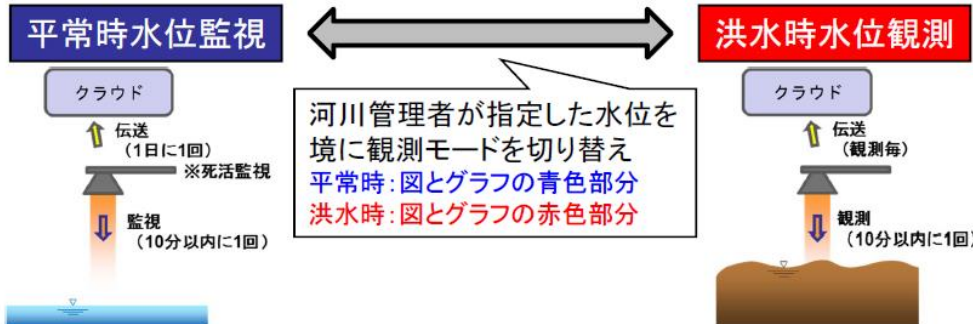 平常時水位監視
洪水時水位観測
クラウド
伝送
(1日に1回)
※死活監視
監視
(10分以内に1回)
河川管理者が指定した水位を
境に観測モードを切り替え
平常時:図とグラフの青色部分
洪水時:図とグラフの赤色部分
クラウド
伝送
(観測毎)
観測
(10分以内に1回)